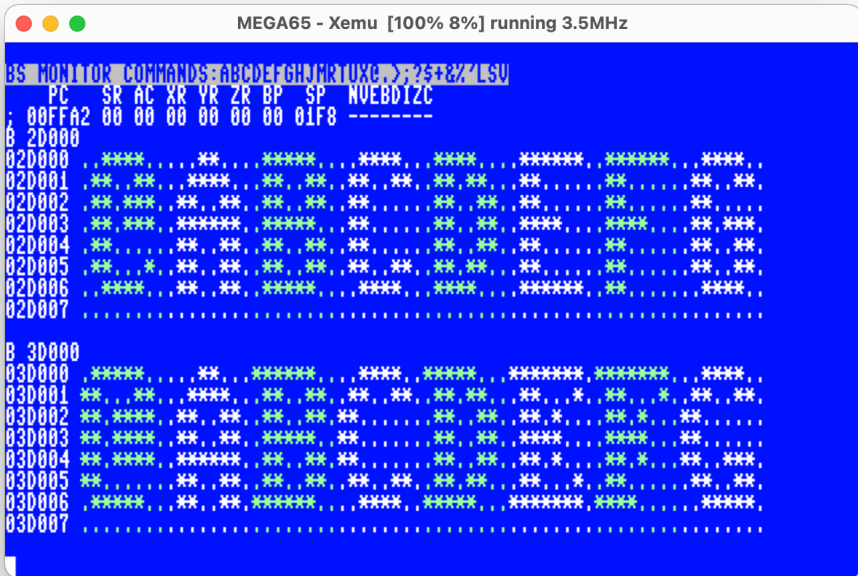 MEGA65 - Xemu [100% 8%] running 3.5MHz
BS MONITOR COMMANDS:ABCDEFGHJMRTUX@.>;?$+&%'LSV
PC SR AC XR YR ZR BP SP NVEBDIZC
; 00FFA2 00 00 00 00 00 00 01F8 --------
B 2D000
02D000 ..****.....**....*****....****...****....******..******...****..
02D001 .**..**...****...**..**..**..**..**.**...**......**......**..**.
02D002 .**.***..**..**..**..**..**......**..**..**......**......**.....
02D003 .**.***..******..*****...**......**..**..****....****....**.***.
02D004 .**......**..**..**..**..**......**..**..**......**......**..**.
02D005 .**...*..**..**..**..**..**..**..**.**...**......**......**..**.
02D006 ..****...**..**..*****....****...****....******..**.......****..
02D007 ................................................................
B 3D000
03D000 .*****.....**...******....****..*****...*******.*******...****..
03D001 **...**...****...**..**..**..**..**.**...**...*..**...*..**..**.
03D002 **.****..**..**..**..**.**.......**..**..**.*....**.*...**......
03D003 **.****..**..**..*****..**.......**..**..****....****...**......
03D004 **.****..******..**..**.**.......**..**..**.*....**.*...**..***.
03D005 **.......**..**..**..**..**..**..**.**...**...*..**......**..**.
03D006 .*****...**..**.******....****..*****...*******.****......*****.
03D007 ................................................................